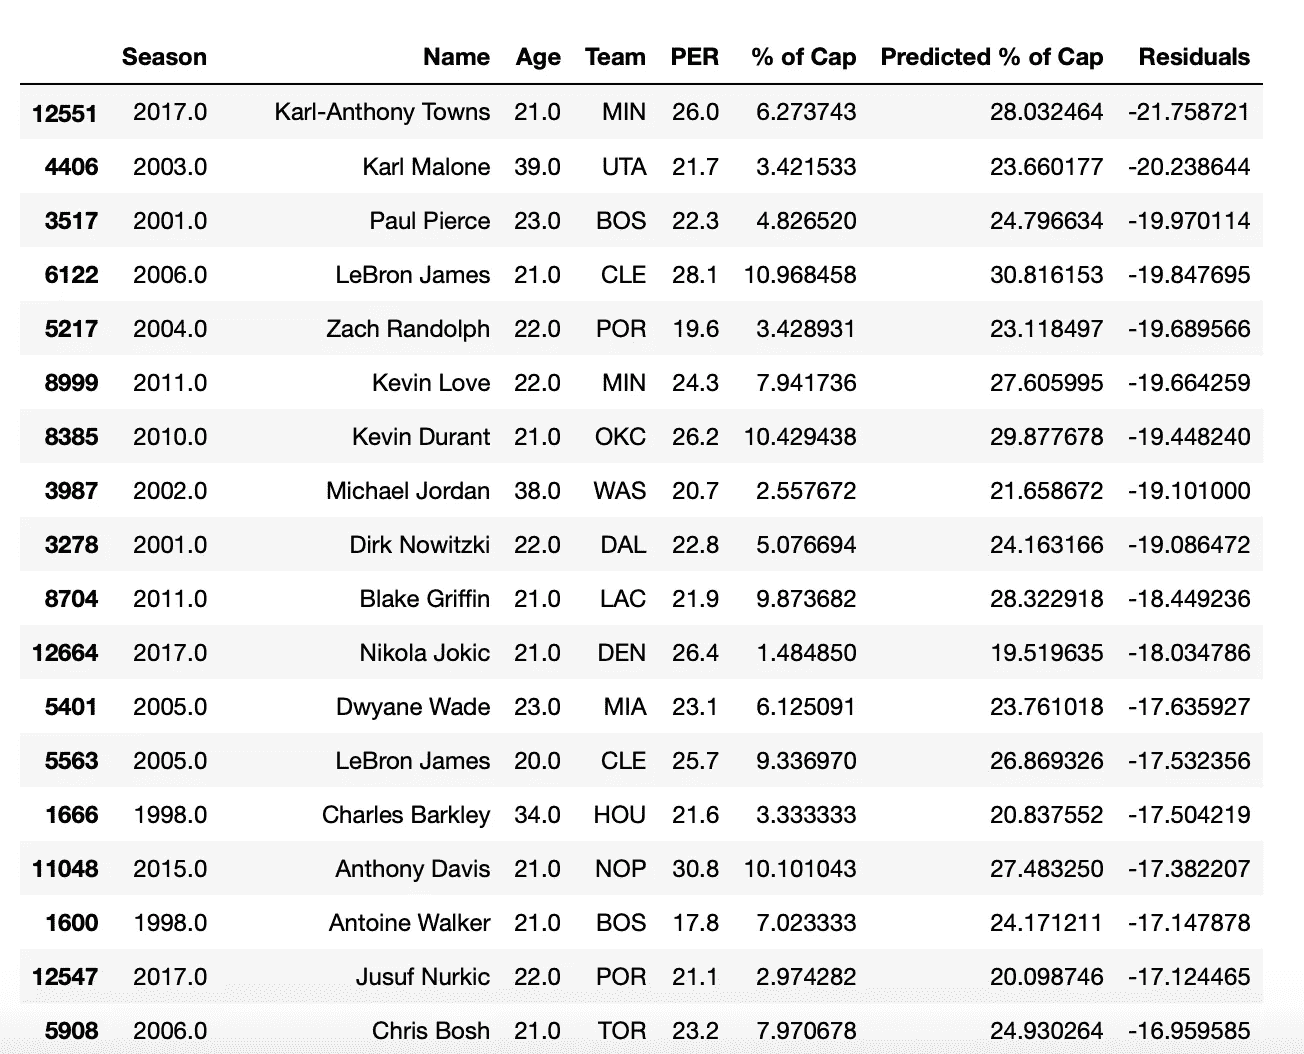 Season Name Age Team PER % of Cap Predicted % of Cap Residuals
12551 2017.0 Karl-Anthony Towns 21.0 MIN 26.0 6.273743 28.032464 -21.758721
4406 2003.0 Karl Malone 39.0 UTA 21.7 3.421533 23.660177 -20.238644
3517 2001.0 Paul Pierce 23.0 BOS 22.3 4.826520 24.796634 -19.970114
6122 2006.0 LeBron James 21.0 CLE 28.1 10.968458 30.816153 -19.847695
5217 2004.0 Zach Randolph 22.0 POR 19.6 3.428931 23.118497 -19.689566
8999 2011.0 Kevin Love 22.0 MIN 24.3 7.941736 27.605995 -19.664259
8385 2010.0 Kevin Durant 21.0 OKC 26.2 10.429438 29.877678 -19.448240
3987 2002.0 Michael Jordan 38.0 WAS 20.7 2.557672 21.658672 -19.101000
3278 2001.0 Dirk Nowitzki 22.0 DAL 22.8 5.076694 24.163166 -19.086472
8704 2011.0 Blake Griffin 21.0 LAC 21.9 9.873682 28.322918 -18.449236
12664 2017.0 Nikola Jokic 21.0 DEN 26.4 1.484850 19.519635 -18.034786
5401 2005.0 Dwyane Wade 23.0 MIA 23.1 6.125091 23.761018 -17.635927
5563 2005.0 LeBron James 20.0 CLE 25.7 9.336970 26.869326 -17.532356
1666 1998.0 Charles Barkley 34.0 HOU 21.6 3.333333 20.837552 -17.504219
11048 2015.0 Anthony Davis 21.0 NOP 30.8 10.101043 27.483250 -17.382207
1600 1998.0 Antoine Walker 21.0 BOS 17.8 7.023333 24.171211 -17.147878
12547 2017.0 Jusuf Nurkic 22.0 POR 21.1 2.974282 20.098746 -17.124465
5908 2006.0 Chris Bosh 21.0 TOR 23.2 7.970678 24.930264 -16.959585